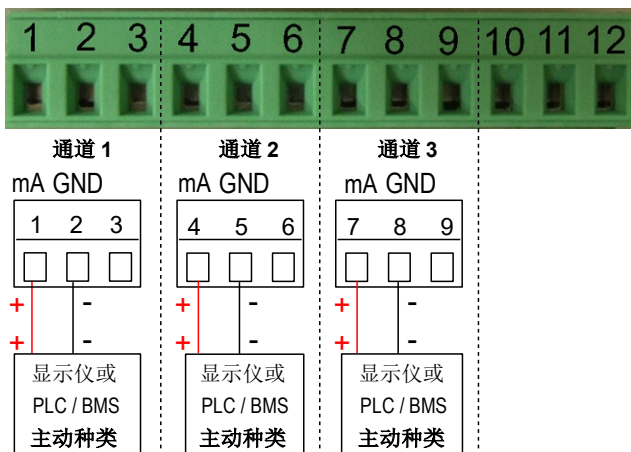 1 2 3 4 5 6 7 8 9 10 11 12
通道 1 通道 2 通道 3
mA GND mA GND mA GND
1 2 3 4 5 6 7 8 9
+ - + - + -
+ - + - + -
显示仪或 显示仪或 显示仪或
PLC / BMS PLC / BMS PLC / BMS
主动种类 主动种类 主动种类